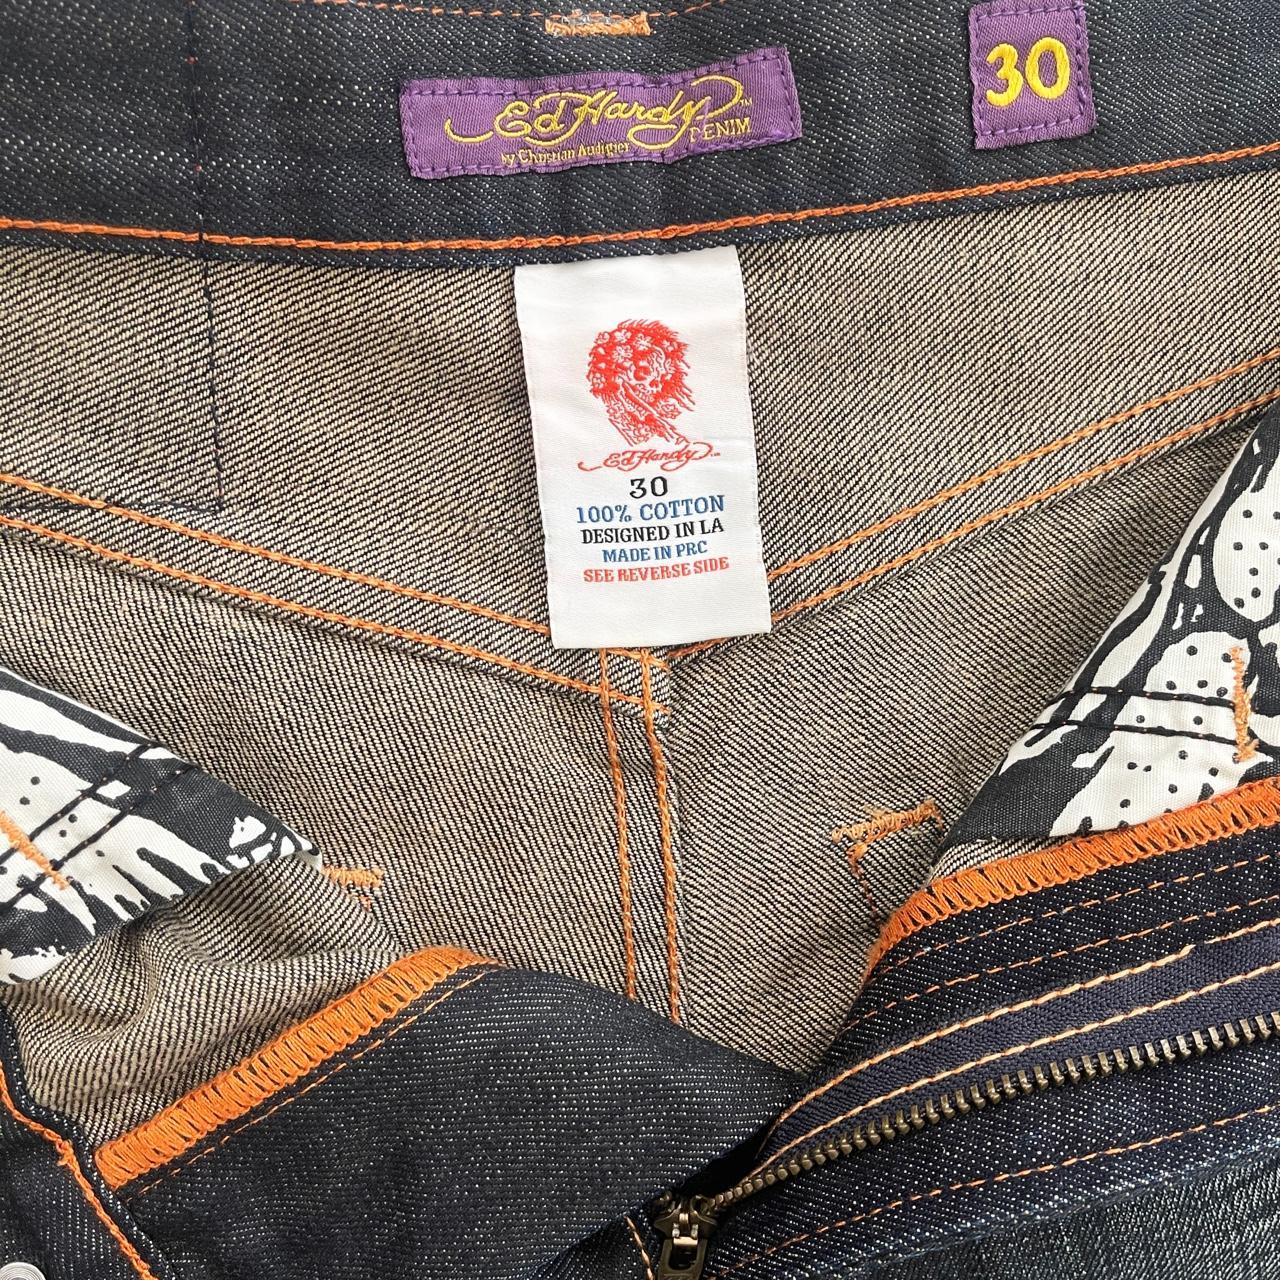 Ed Hardy™
DENIM
by Christian Audigier
30
Ed Hardy
30
100% COTTON
DESIGNED IN LA
MADE IN PRC
SEE REVERSE SIDE